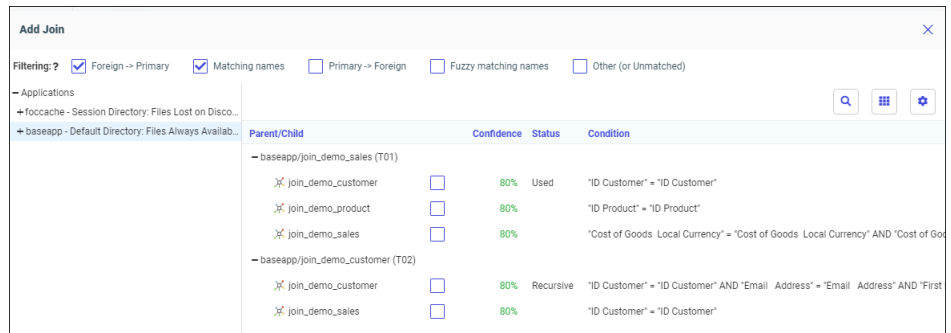 Add Join
Filtering: ? Foreign -> Primary Matching names Primary -> Foreign Fuzzy matching names Other (or Unmatched)
Applications
foccache - Session Directory: Files Lost on Disco...
baseapp - Default Directory: Files Always Availab...
Parent/Child Confidence Status Condition
baseapp/join_demo_sales (T01)
join_demo_customer 80% Used "ID Customer" = "ID Customer"
join_demo_product 80% "ID Product" = "ID Product"
join_demo_sales 80% "Cost of Goods Local Currency" = "Cost of Goods Local Currency" AND "Cost of Goo
baseapp/join_demo_customer (T02)
join_demo_customer 80% Recursive "ID Customer" = "ID Customer" AND "Email Address" = "Email Address" AND "First
join_demo_sales 80% "ID Customer" = "ID Customer"